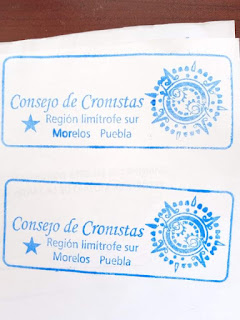 Consejo de Cronistas
Región limítrofe sur
Morelos Puebla
Consejo de Cronistas
Región limítrofe sur
Morelos Puebla